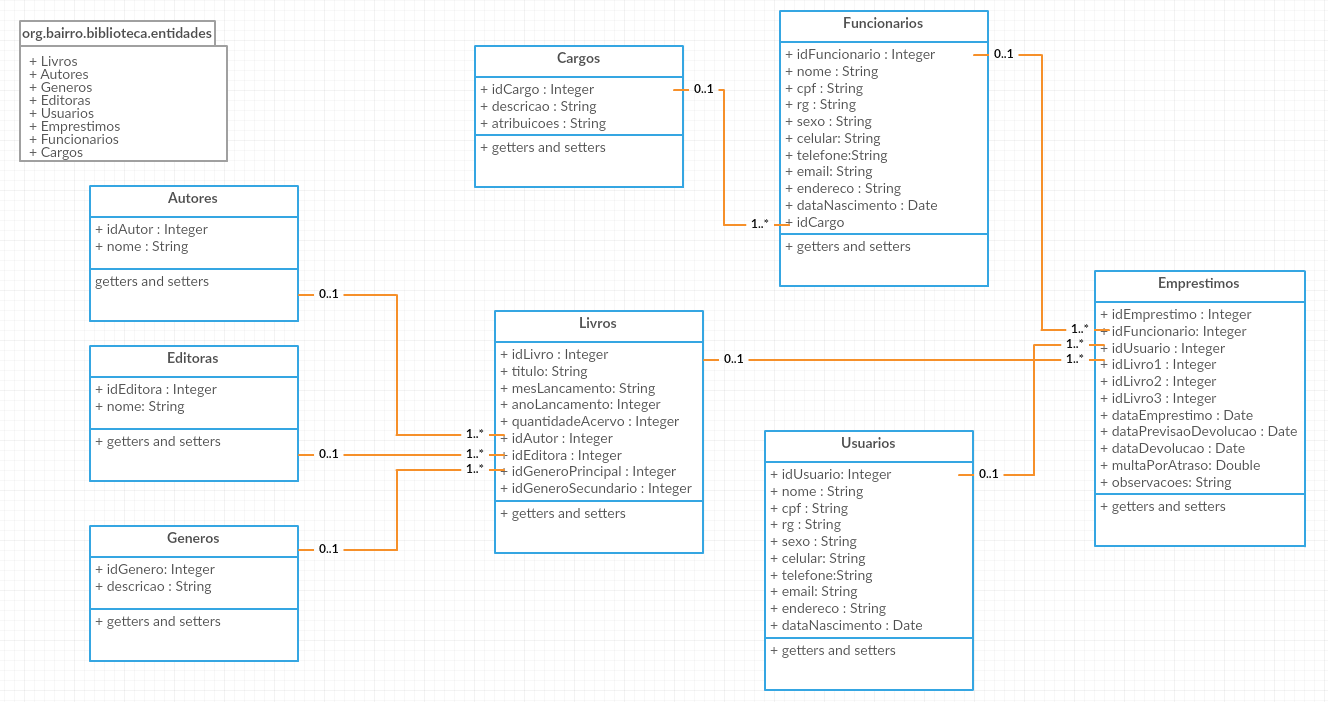 org.bairro.biblioteca.entidades
+ Livros
+ Autores
+ Generos
+ Editoras
+ Usuarios
+ Emprestimos
+ Funcionarios
+ Cargos
Cargos
+ idCargo : Integer
+ descricao : String
+ atribuicoes : String
+ getters and setters
0..1
1..*
Funcionarios
+ idFuncionario : Integer
+ nome : String
+ cpf : String
+ rg : String
+ sexo : String
+ celular: String
+ telefone:String
+ email: String
+ endereco : String
+ dataNascimento : Date
+ idCargo
+ getters and setters
0..1
1..*
Autores
+ idAutor : Integer
+ nome : String
getters and setters
0..1
1..*
Editoras
+ idEditora : Integer
+ nome: String
+ getters and setters
0..1
1..*
Generos
+ idGenero: Integer
+ descricao : String
+ getters and setters
0..1
1..*
Livros
+ idLivro : Integer
+ titulo: String
+ mesLancamento: String
+ anoLancamento: Integer
+ quantidadeAcervo : Integer
+ idAutor : Integer
+ idEditora : Integer
+ idGeneroPrincipal : Integer
+ idGeneroSecundario : Integer
+ getters and setters
0..1
1..*
Usuarios
+ idUsuario: Integer
+ nome : String
+ cpf : String
+ rg : String
+ sexo : String
+ celular: String
+ telefone:String
+ email: String
+ endereco : String
+ dataNascimento : Date
+ getters and setters
0..1
1..*
Emprestimos
+ idEmprestimo : Integer
+ idFuncionario: Integer
+ idUsuario : Integer
+ idLivro1 : Integer
+ idLivro2 : Integer
+ idLivro3 : Integer
+ dataEmprestimo : Date
+ dataPrevisaoDevolucao : Date
+ dataDevolucao : Date
+ multaPorAtraso: Double
+ observacoes: String
+ getters and setters